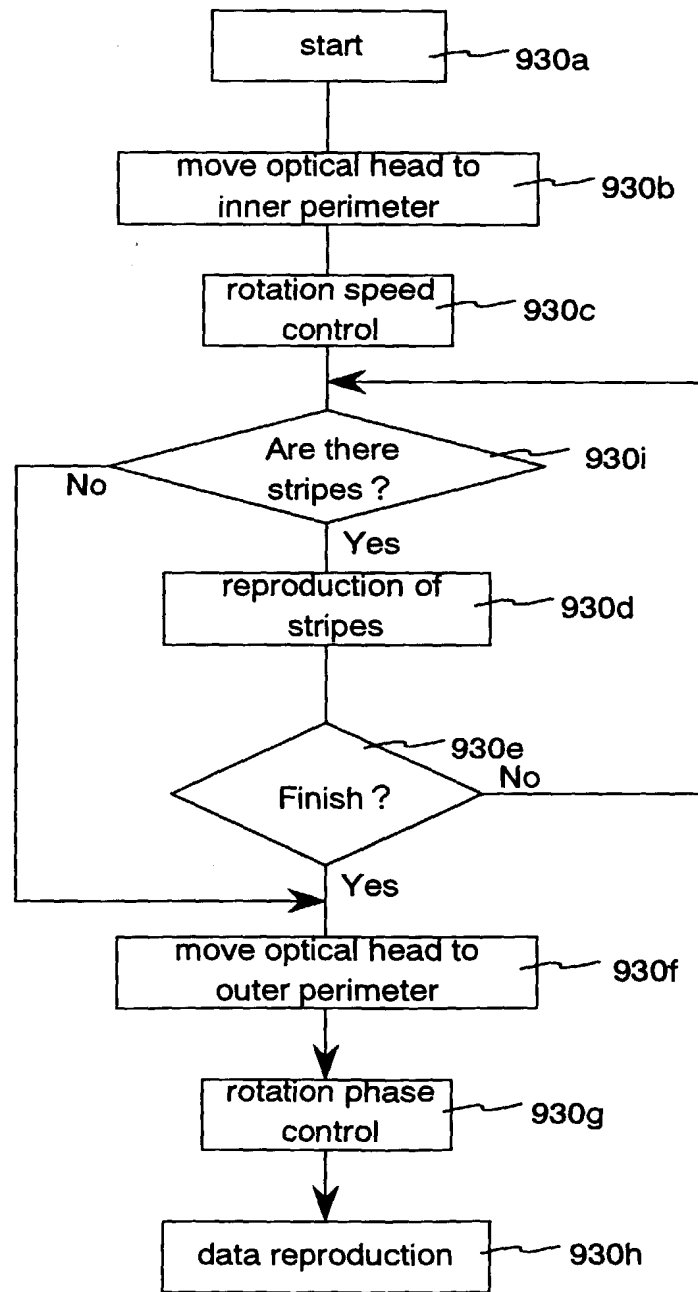 start
930a
move optical head to
inner perimeter
930b
rotation speed
control
930c
Are there
stripes ?
930i
No
Yes
reproduction of
stripes
930d
930e
Finish ?
No
Yes
move optical head to
outer perimeter
930f
rotation phase
control
930g
data reproduction
930h